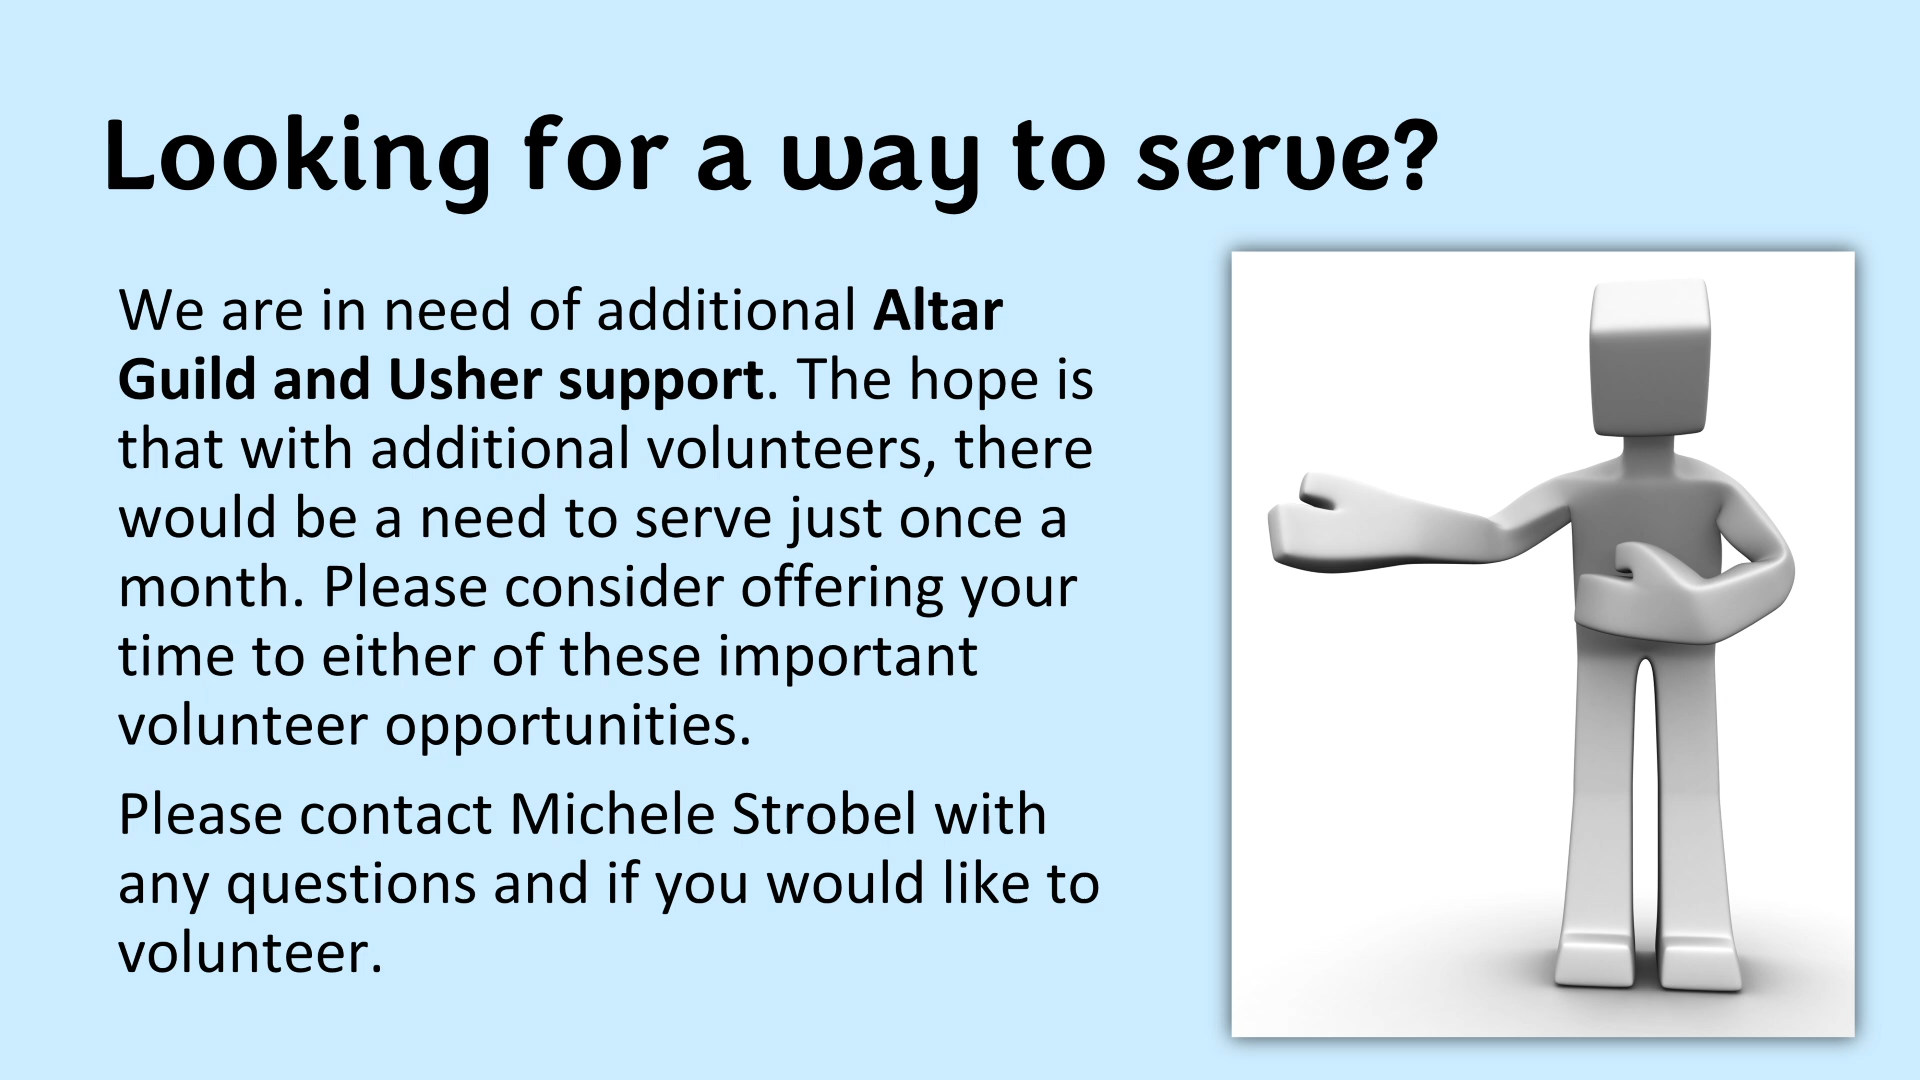 Looking for a way to serve?
We are in need of additional Altar
Guild and Usher support. The hope is
that with additional volunteers, there
would be a need to serve just once a
month. Please consider offering your
time to either of these important
volunteer opportunities.
Please contact Michele Strobel with
any questions and if you would like to
volunteer.